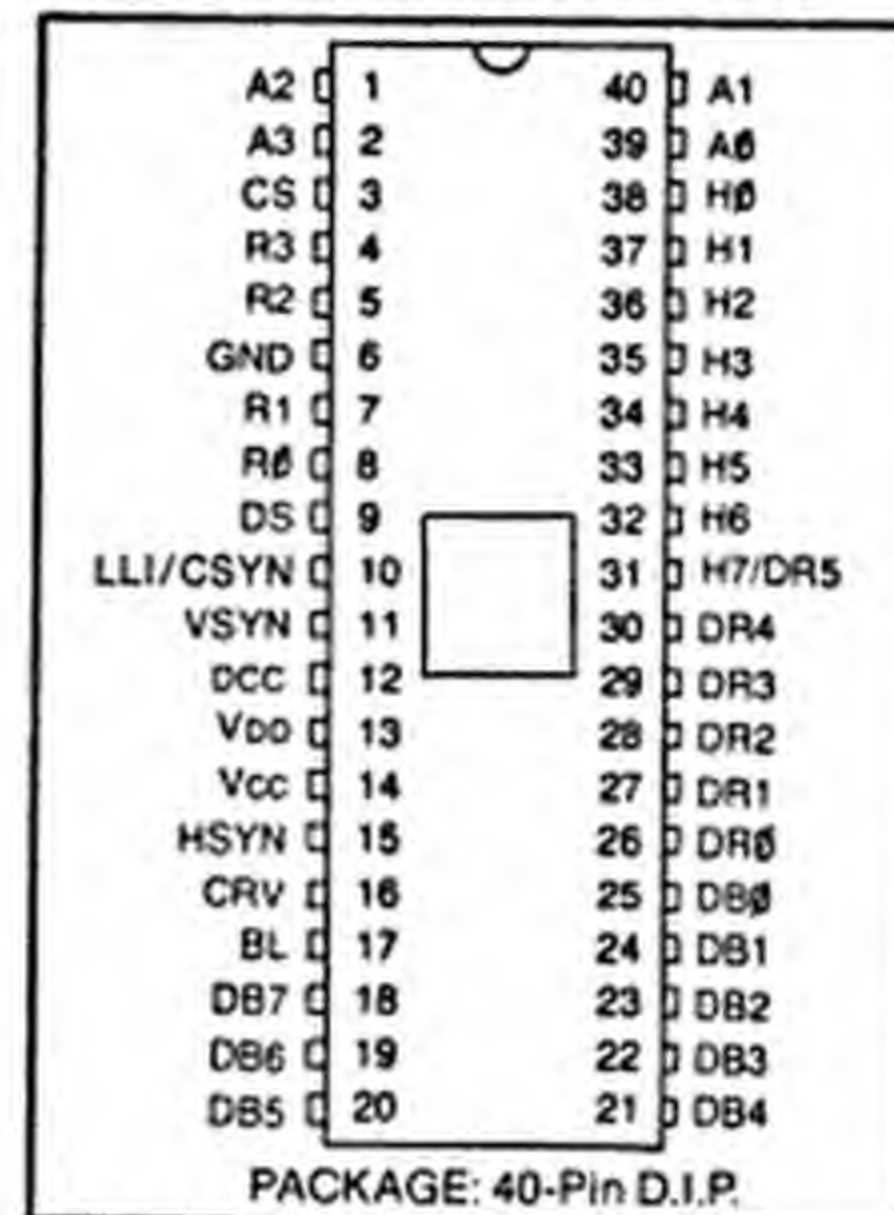 A2 1 40 A1
A3 2 39 AØ
CS 3 38 HØ
R3 4 37 H1
R2 5 36 H2
GND 6 35 H3
R1 7 34 H4
RØ 8 33 H5
DS 9 32 H6
LLI/CSYN 10 31 H7/DR5
VSYN 11 30 DR4
DCC 12 29 DR3
VDD 13 28 DR2
VCC 14 27 DR1
HSYN 15 26 DRØ
CRV 16 25 DBØ
BL 17 24 DB1
DB7 18 23 DB2
DB6 19 22 DB3
DB5 20 21 DB4
PACKAGE: 40-Pin D.I.P.